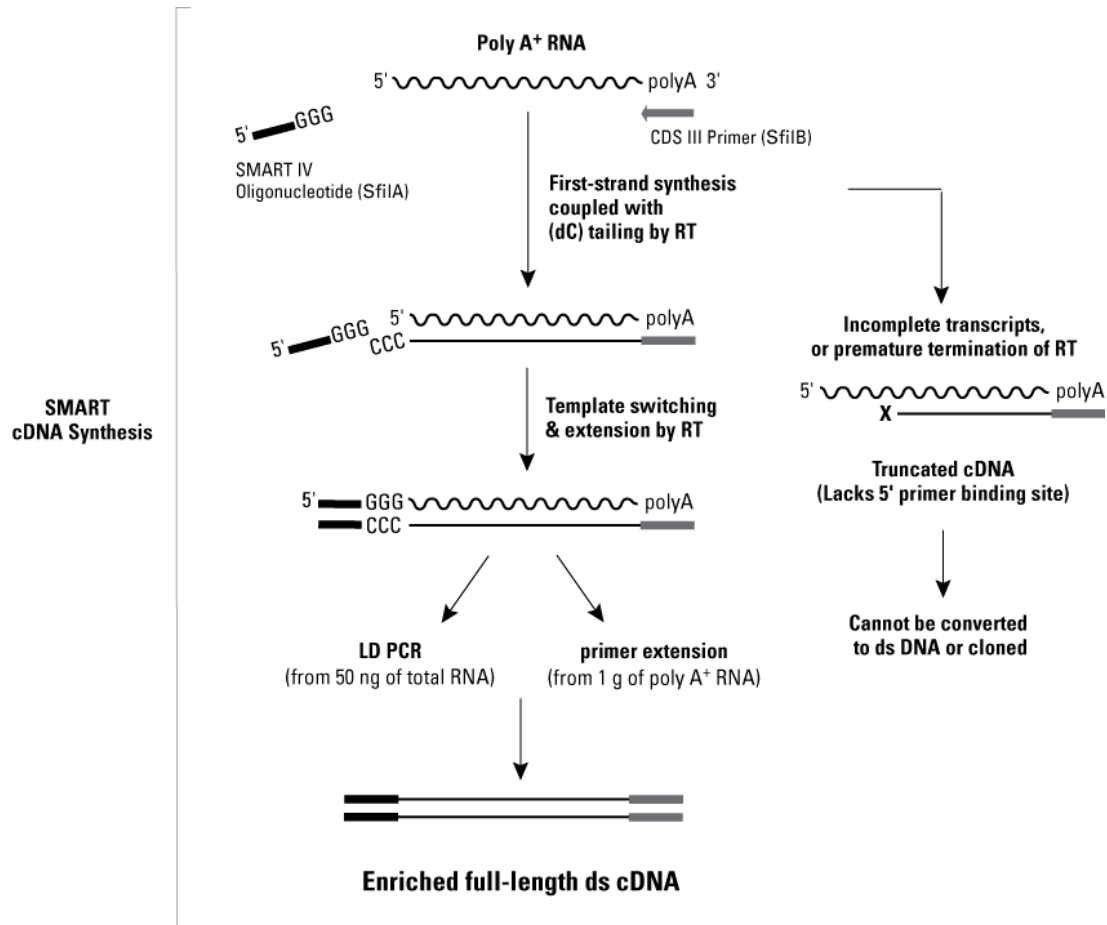 Poly A+ RNA
5' polyA 3'
5' GGG
CDS III Primer (SfiIB)
SMART IV
Oligonucleotide (SfiIA)
First-strand synthesis
coupled with
(dC) tailing by RT
5' polyA
5' GGG
CCC
Incomplete transcripts,
or premature termination of RT
5' polyA
X
SMART
cDNA Synthesis
Template switching
& extension by RT
Truncated cDNA
(Lacks 5' primer binding site)
5' GGG polyA
CCC
LD PCR
(from 50 ng of total RNA)
primer extension
(from 1 g of poly A+ RNA)
Cannot be converted
to ds DNA or cloned
Enriched full-length ds cDNA